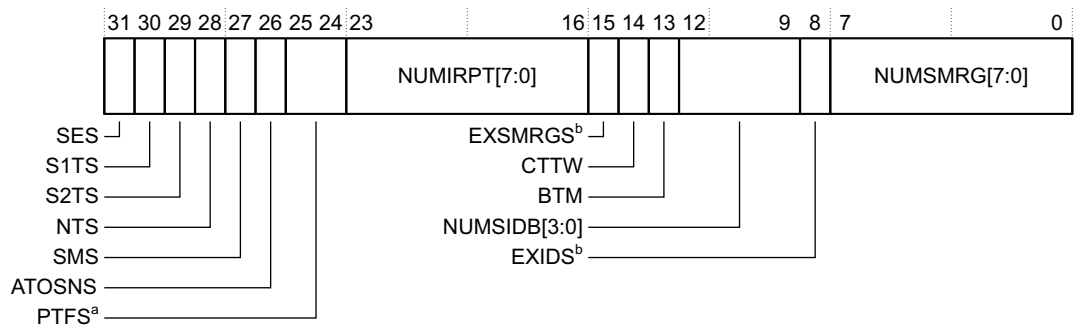 31 30 29 28 27 26 25 24 23 16 15 14 13 12 9 8 7 0
NUMIRPT[7:0] NUMSMRG[7:0]
SES EXSMRGSᵇ
S1TS CTTW
S2TS BTM
NTS NUMSIDB[3:0]
SMS EXIDSᵇ
ATOSNS
PTFSᵃ